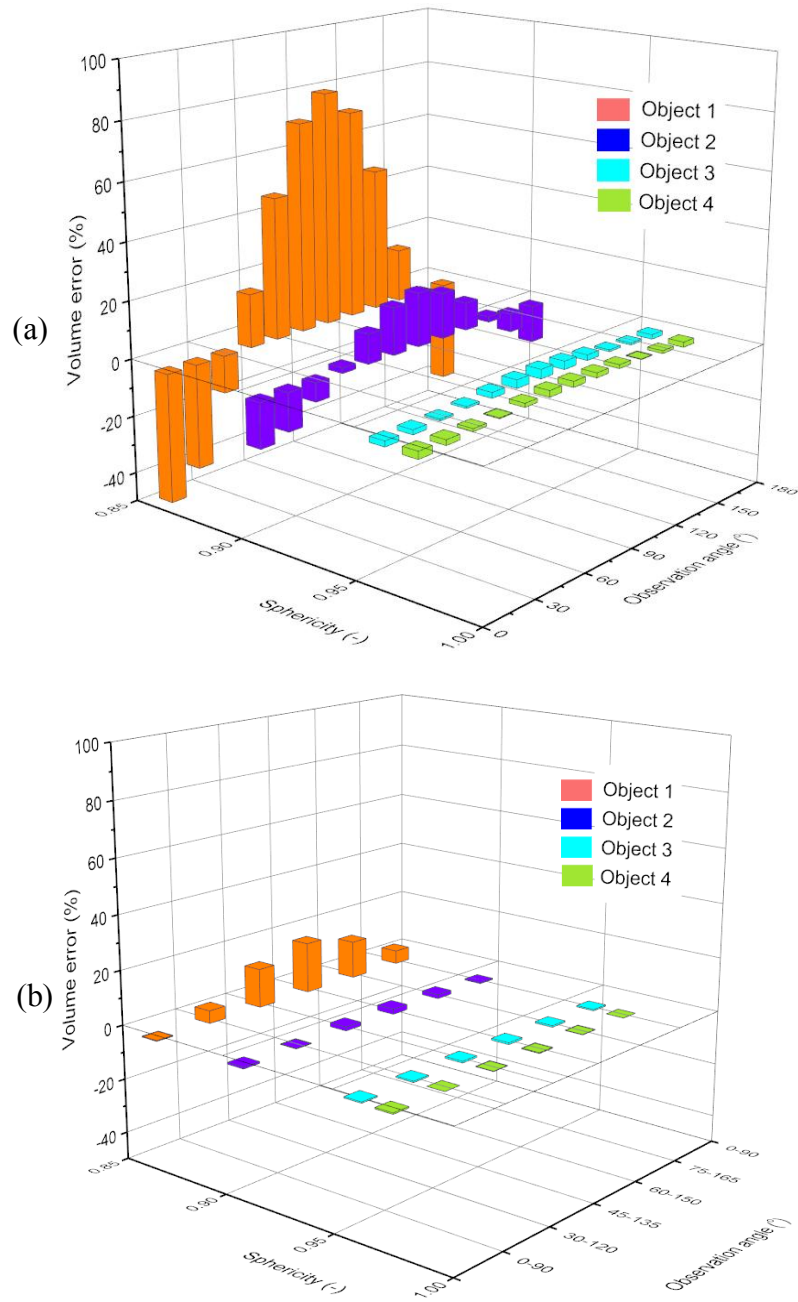 (a)
Volume error (%)
100
80
60
40
20
0
-20
-40
0.85
0.90
0.95
1.00
Sphericity (-)
0
30
60
90
120
150
180
Observation angle (°)
Object 1
Object 2
Object 3
Object 4
(b)
Volume error (%)
100
80
60
40
20
0
-20
-40
0.85
0.90
0.95
1.00
Sphericity (-)
0-90
30-120
45-135
60-150
75-165
0-90
Observation angle (°)
Object 1
Object 2
Object 3
Object 4